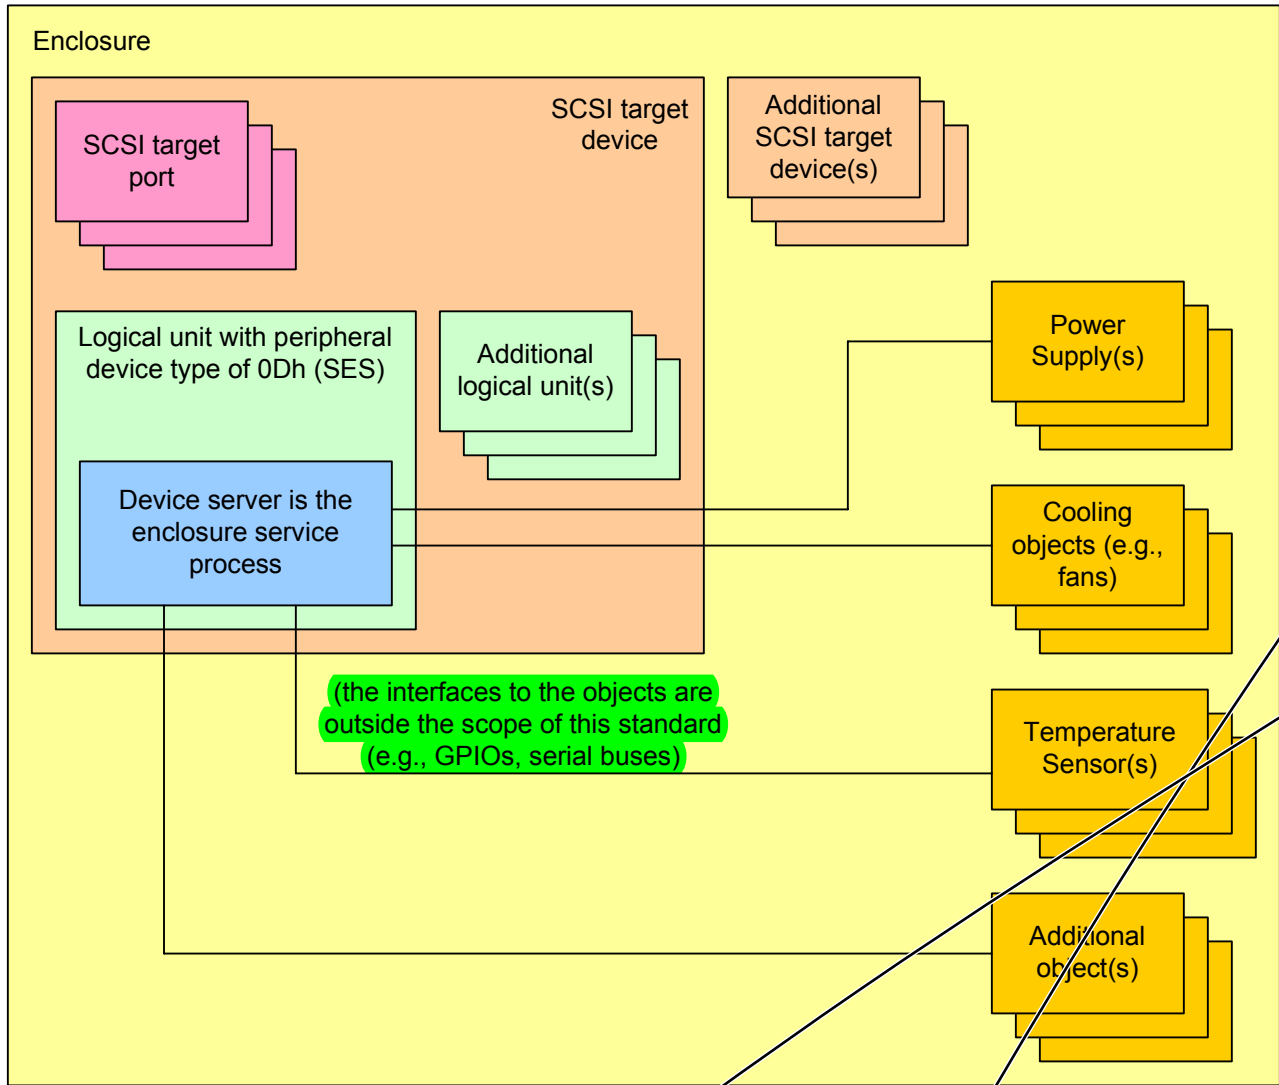 Enclosure
SCSI target
device
SCSI target
port
Additional
SCSI target
device(s)
Logical unit with peripheral
device type of 0Dh (SES)
Additional
logical unit(s)
Power
Supply(s)
Device server is the
enclosure service
process
Cooling
objects (e.g.,
fans)
(the interfaces to the objects are
outside the scope of this standard
(e.g., GPIOs, serial buses)
Temperature
Sensor(s)
Additional
object(s)